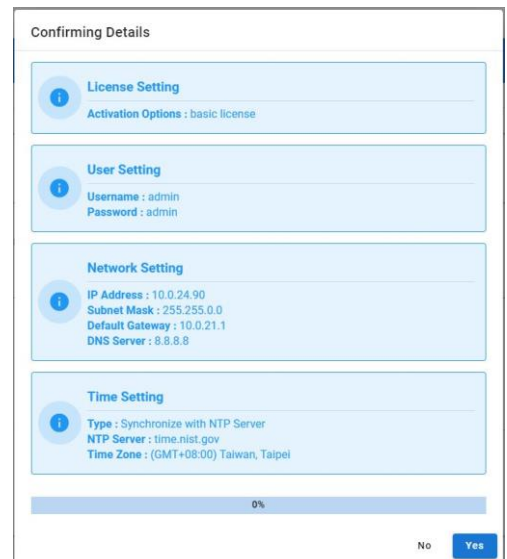 Confirming Details
License Setting
Activation Options : basic license
User Setting
Username : admin
Password : admin
Network Setting
IP Address : 10.0.24.90
Subnet Mask : 255.255.0.0
Default Gateway : 10.0.21.1
DNS Server : 8.8.8.8
Time Setting
Type : Synchronize with NTP Server
NTP Server : time.nist.gov
Time Zone : (GMT+08:00) Taiwan, Taipei
0%
No Yes